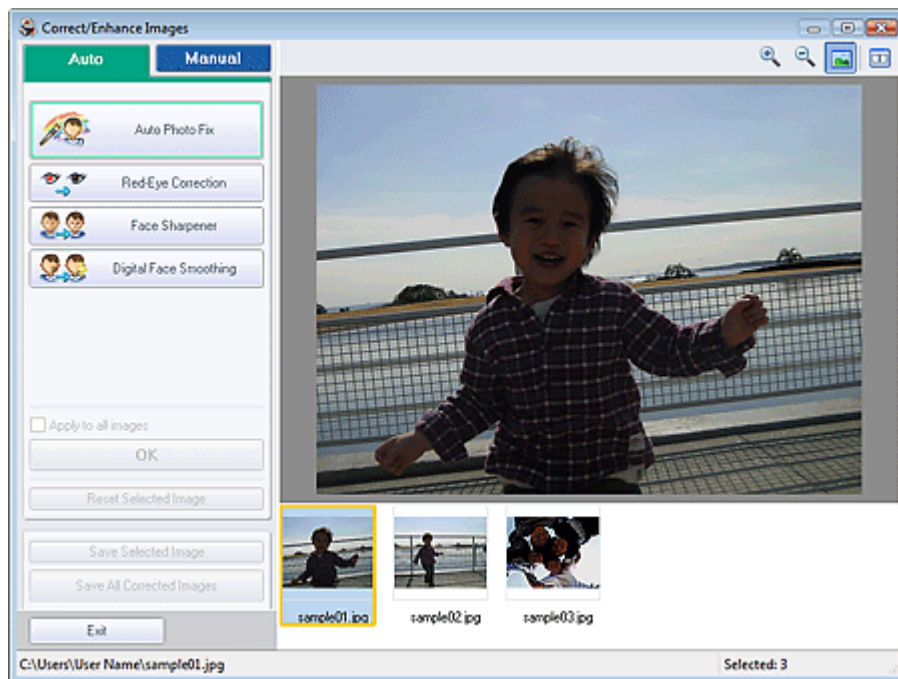 Correct/Enhance Images
Auto
Manual
Auto Photo Fix
Red-Eye Correction
Face Sharpener
Digital Face Smoothing
Apply to all images
OK
Reset Selected Image
Save Selected Image
Save All Corrected Images
Exit
sample01.jpg
sample02.jpg
sample03.jpg
C:\Users\User Name\sample01.jpg
Selected: 3